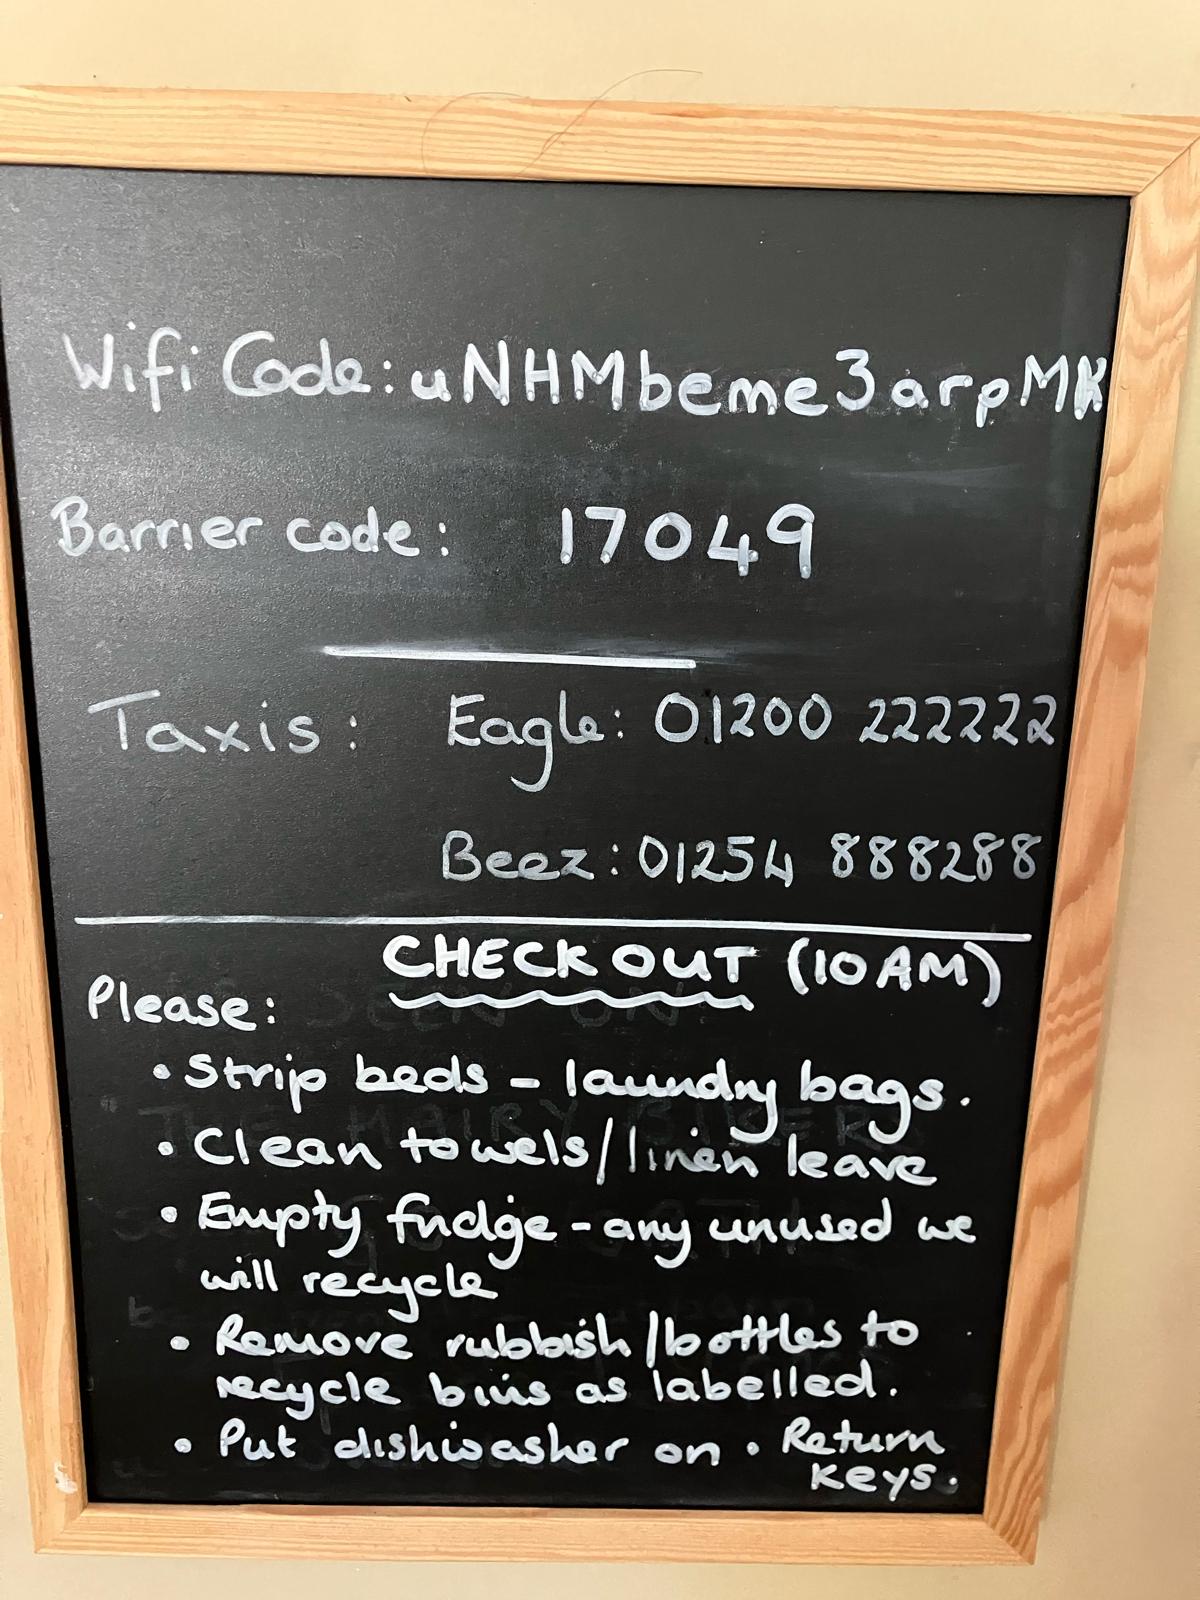 Wifi Code: uNHMbeme3arpMK
Barrier code: 17049
Taxis: Eagle: 01200 222222
Beez: 01254 888288
CHECK OUT (10AM)
Please:
• Strip beds - laundry bags.
• Clean towels/linen leave
• Empty fridge - any unused we
will recycle
• Remove rubbish/bottles to
recycle bins as labelled.
• Put dishwasher on • Return
keys.